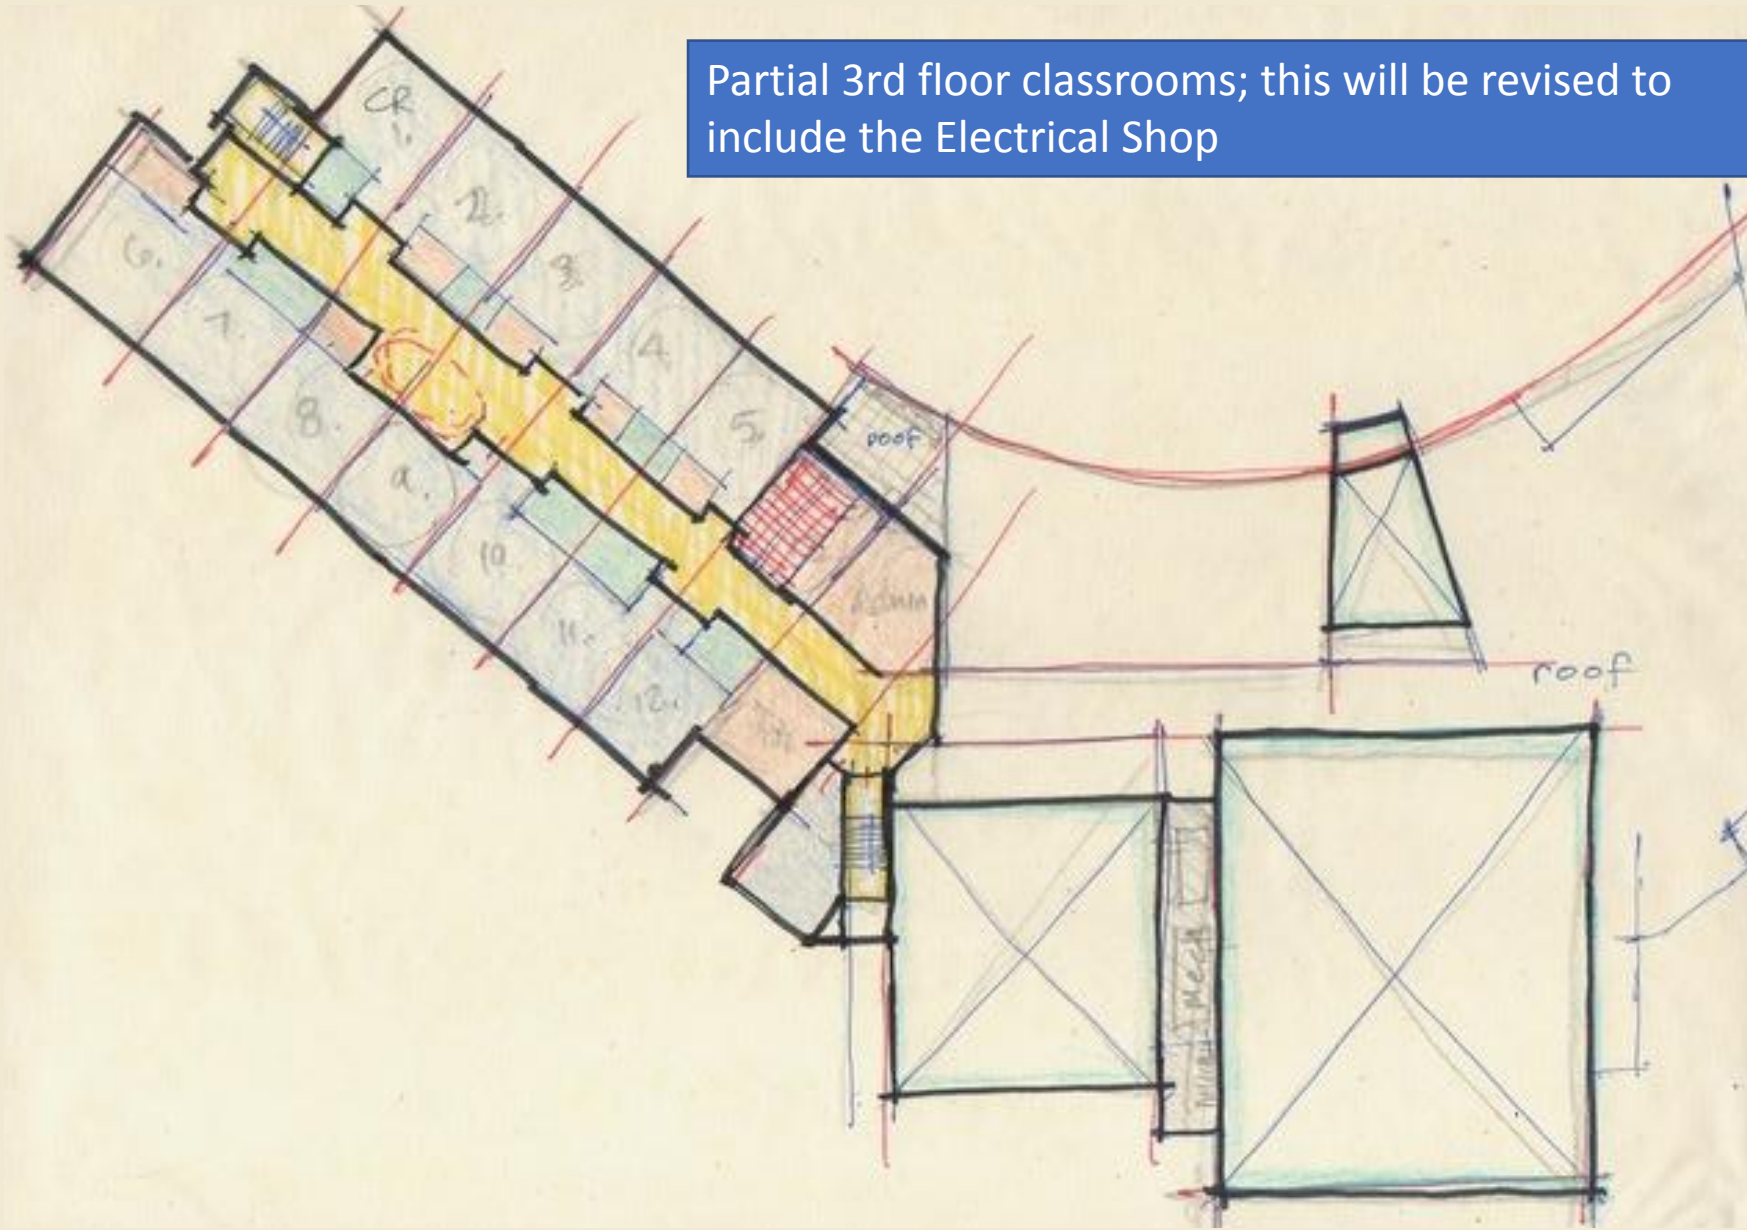 Partial 3rd floor classrooms; this will be revised to
include the Electrical Shop
CR
1.
2.
3.
4.
5.
6.
7.
8.
9.
10.
11.
12.
roof
Admin
roof
Mech